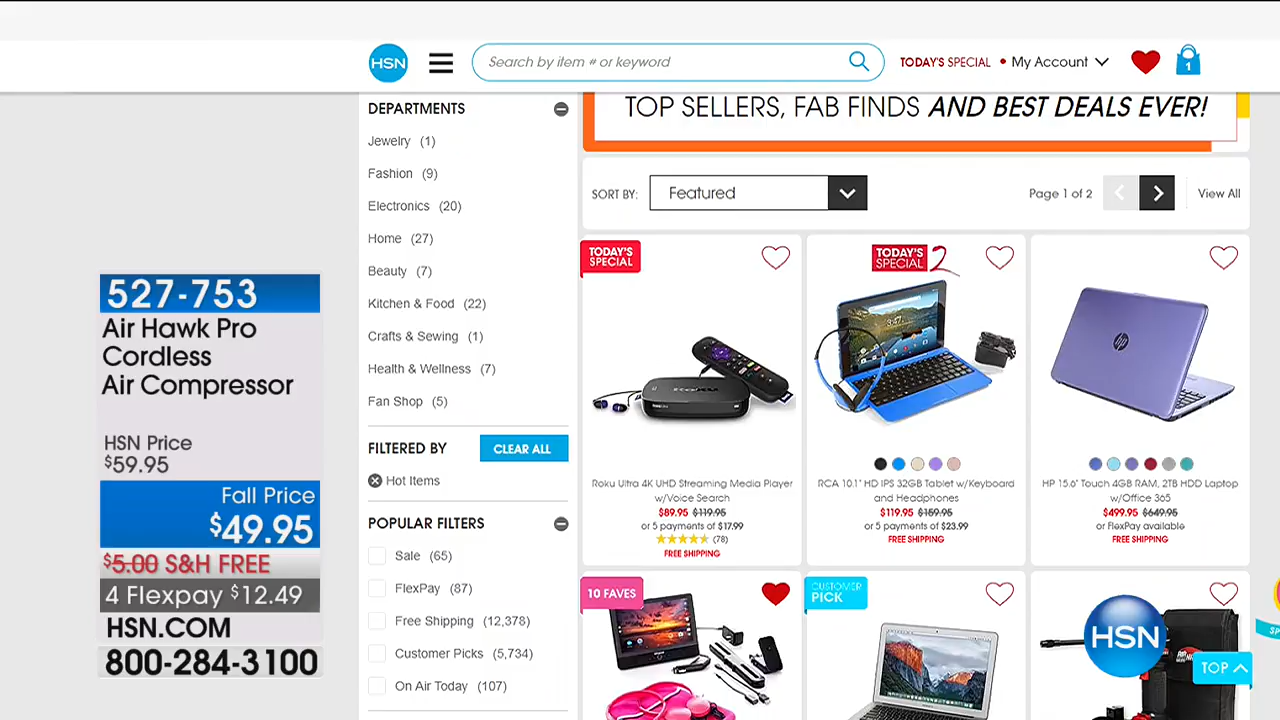 HSN
Search by item # or keyword
TODAY'S SPECIAL • My Account
1
DEPARTMENTS
Jewelry (1)
Fashion (9)
Electronics (20)
Home (27)
Beauty (7)
Kitchen & Food (22)
Crafts & Sewing (1)
Health & Wellness (7)
Fan Shop (5)
FILTERED BY
CLEAR ALL
Hot Items
POPULAR FILTERS
Sale (65)
FlexPay (87)
Free Shipping (12,378)
Customer Picks (5,734)
On Air Today (107)
TOP SELLERS, FAB FINDS AND BEST DEALS EVER!
SORT BY:
Featured
Page 1 of 2
View All
TODAY'S
SPECIAL
Roku Ultra 4K UHD Streaming Media Player
w/Voice Search
$89.95 $119.95
or 5 payments of $17.99
(78)
FREE SHIPPING
TODAY'S
SPECIAL 2
RCA 10.1" HD IPS 32GB Tablet w/Keyboard
and Headphones
$119.95 $159.95
or 5 payments of $23.99
FREE SHIPPING
HP 15.6" Touch 4GB RAM, 2TB HDD Laptop
w/Office 365
$499.95 $649.95
or FlexPay available
FREE SHIPPING
10 FAVES
CUSTOMER
PICK
HSN
TOP
527-753
Air Hawk Pro
Cordless
Air Compressor
HSN Price
$59.95
Fall Price
$49.95
$5.00 S&H FREE
4 Flexpay $12.49
HSN.COM
800-284-3100